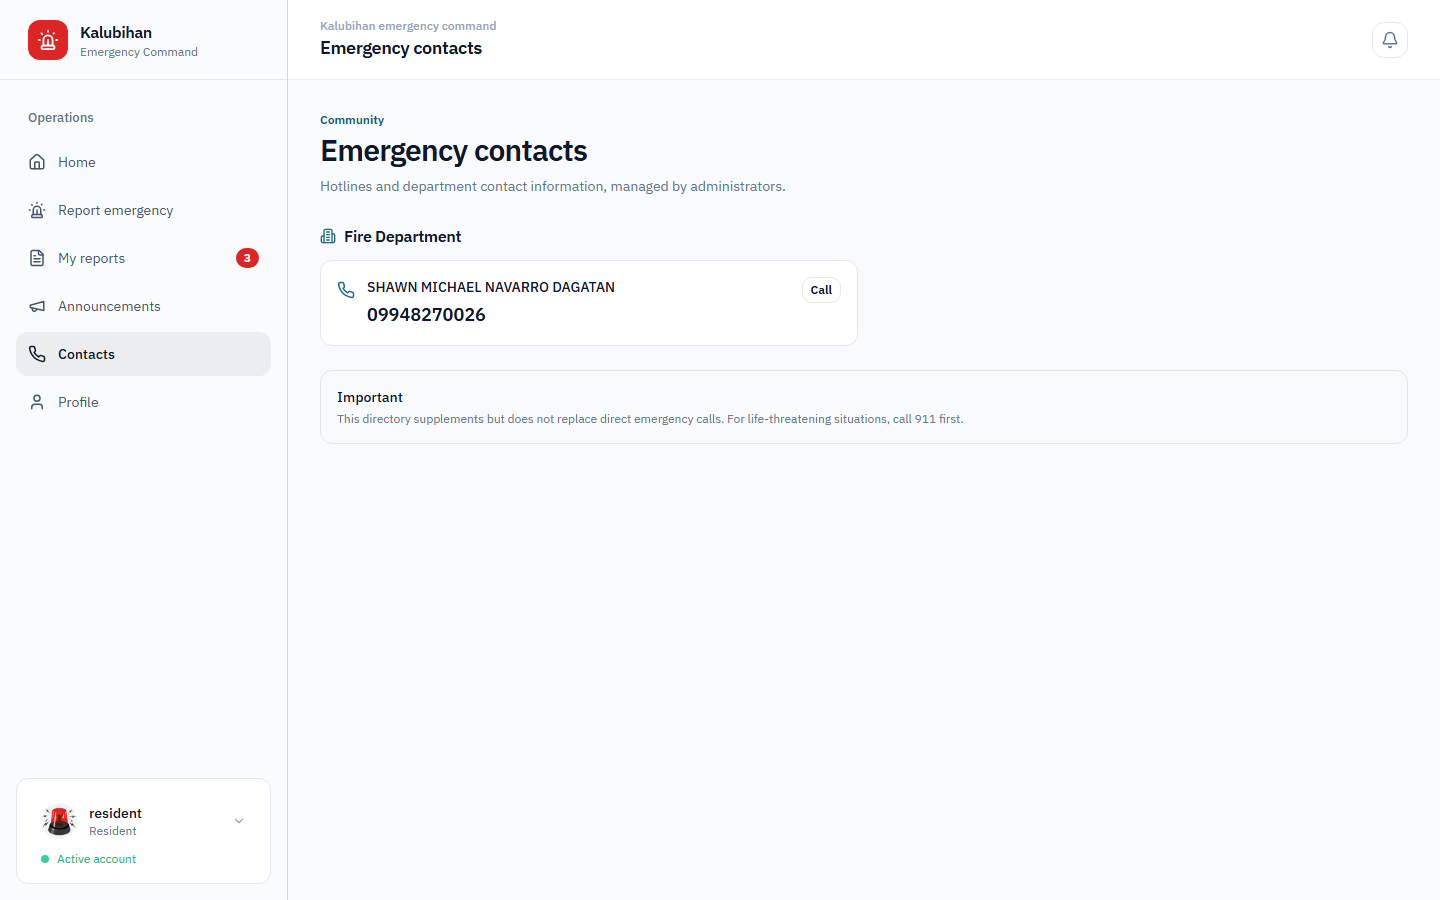 Kalubihan
Emergency Command
Operations
Home
Report emergency
My reports
3
Announcements
Contacts
Profile
resident
Resident
Active account
Kalubihan emergency command
Emergency contacts
Community
Emergency contacts
Hotlines and department contact information, managed by administrators.
Fire Department
SHAWN MICHAEL NAVARRO DAGATAN
09948270026
Call
Important
This directory supplements but does not replace direct emergency calls. For life-threatening situations, call 911 first.